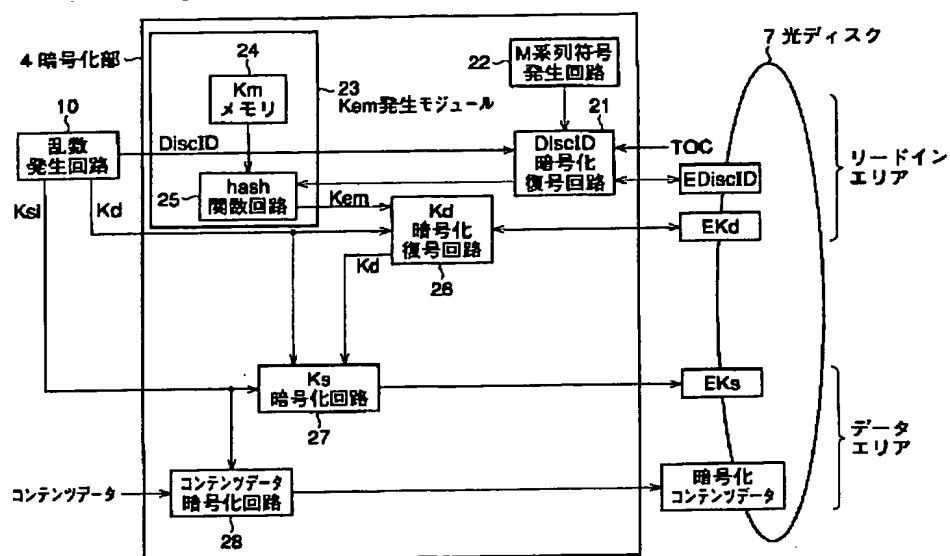 7 光ディスク
4 暗号化部
24
Km
メモリ
23
Kem発生モジュール
22
M系列符号
発生回路
21
10
乱数
発生回路
DiscID
DiscID
暗号化
復号回路
TOC
EDiscID
リードイン
エリア
25
hash
関数回路
Kem
Ksi
Kd
Kd
暗号化
復号回路
26
EKd
Kd
Ks
暗号化回路
27
EKs
データ
エリア
コンテンツデータ
コンテンツデータ
暗号化回路
28
暗号化
コンテンツデータ